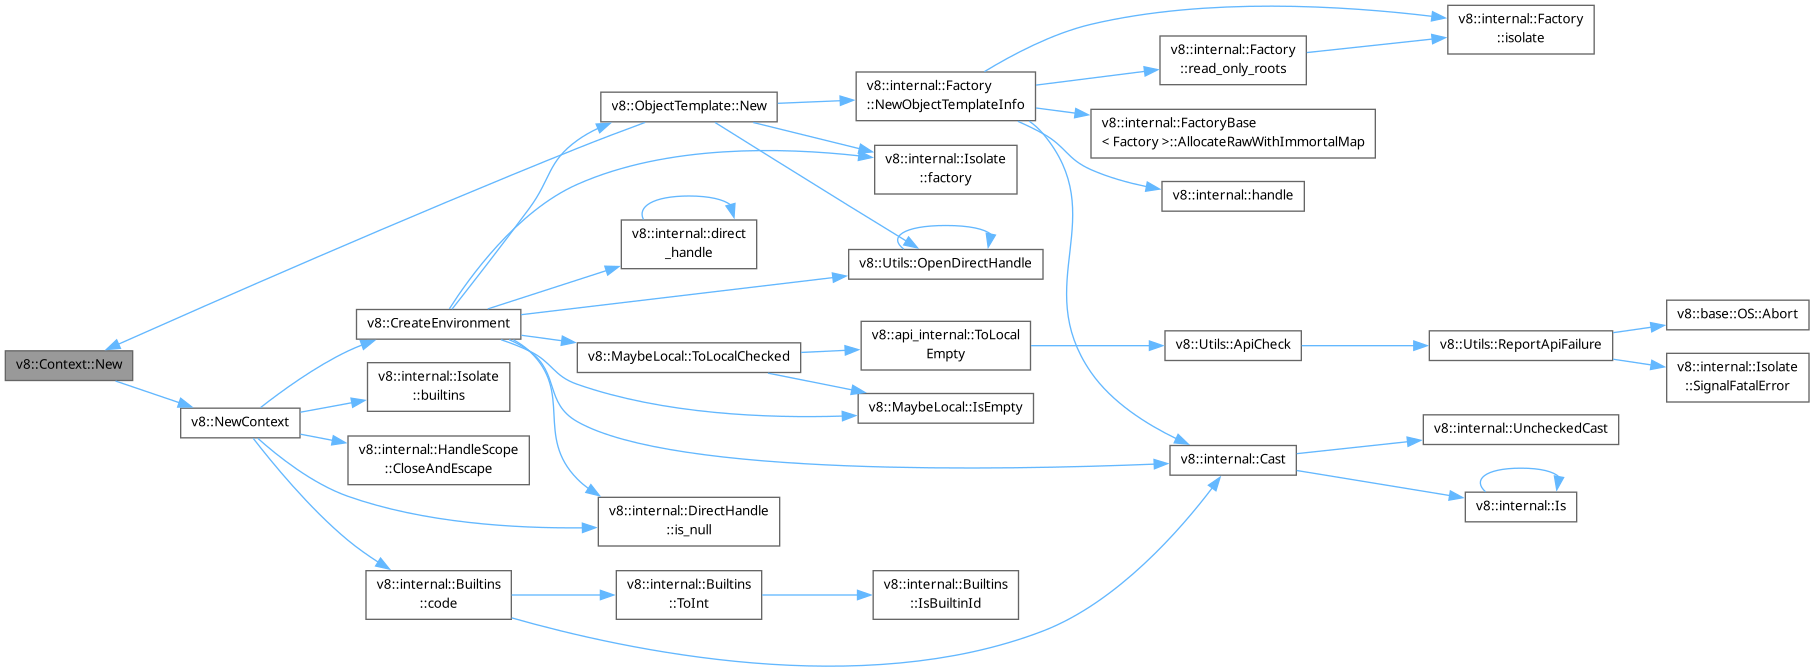 v8::Context::New
v8::NewContext
v8::CreateEnvironment
v8::internal::Isolate
::builtins
v8::internal::HandleScope
::CloseAndEscape
v8::internal::Builtins
::code
v8::ObjectTemplate::New
v8::internal::direct
_handle
v8::MaybeLocal::ToLocalChecked
v8::internal::DirectHandle
::is_null
v8::internal::Builtins
::ToInt
v8::internal::Factory
::NewObjectTemplateInfo
v8::internal::Isolate
::factory
v8::Utils::OpenDirectHandle
v8::api_internal::ToLocal
Empty
v8::MaybeLocal::IsEmpty
v8::internal::Builtins
::IsBuiltinId
v8::internal::Factory
::read_only_roots
v8::internal::FactoryBase
< Factory >::AllocateRawWithImmortalMap
v8::internal::handle
v8::Utils::ApiCheck
v8::internal::Cast
v8::internal::Factory
::isolate
v8::Utils::ReportApiFailure
v8::internal::UncheckedCast
v8::internal::Is
v8::base::OS::Abort
v8::internal::Isolate
::SignalFatalError